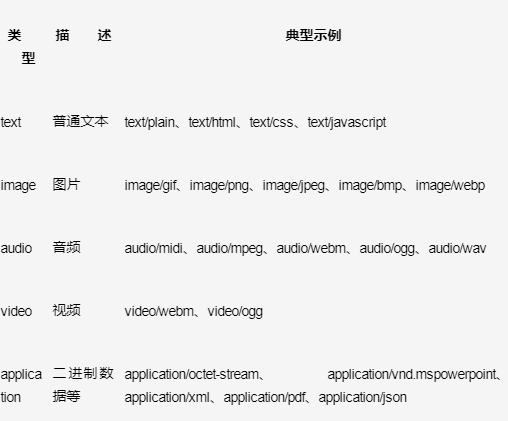 类 描 述 典型示例
型
text 普通文本 text/plain、text/html、text/css、text/javascript
image 图片 image/gif、image/png、image/jpeg、image/bmp、image/webp
audio 音频 audio/midi、audio/mpeg、audio/webm、audio/ogg、audio/wav
video 视频 video/webm、video/ogg
applica 二进制数 application/octet-stream、 application/vnd.mspowerpoint、
tion 据等 application/xml、application/pdf、application/json